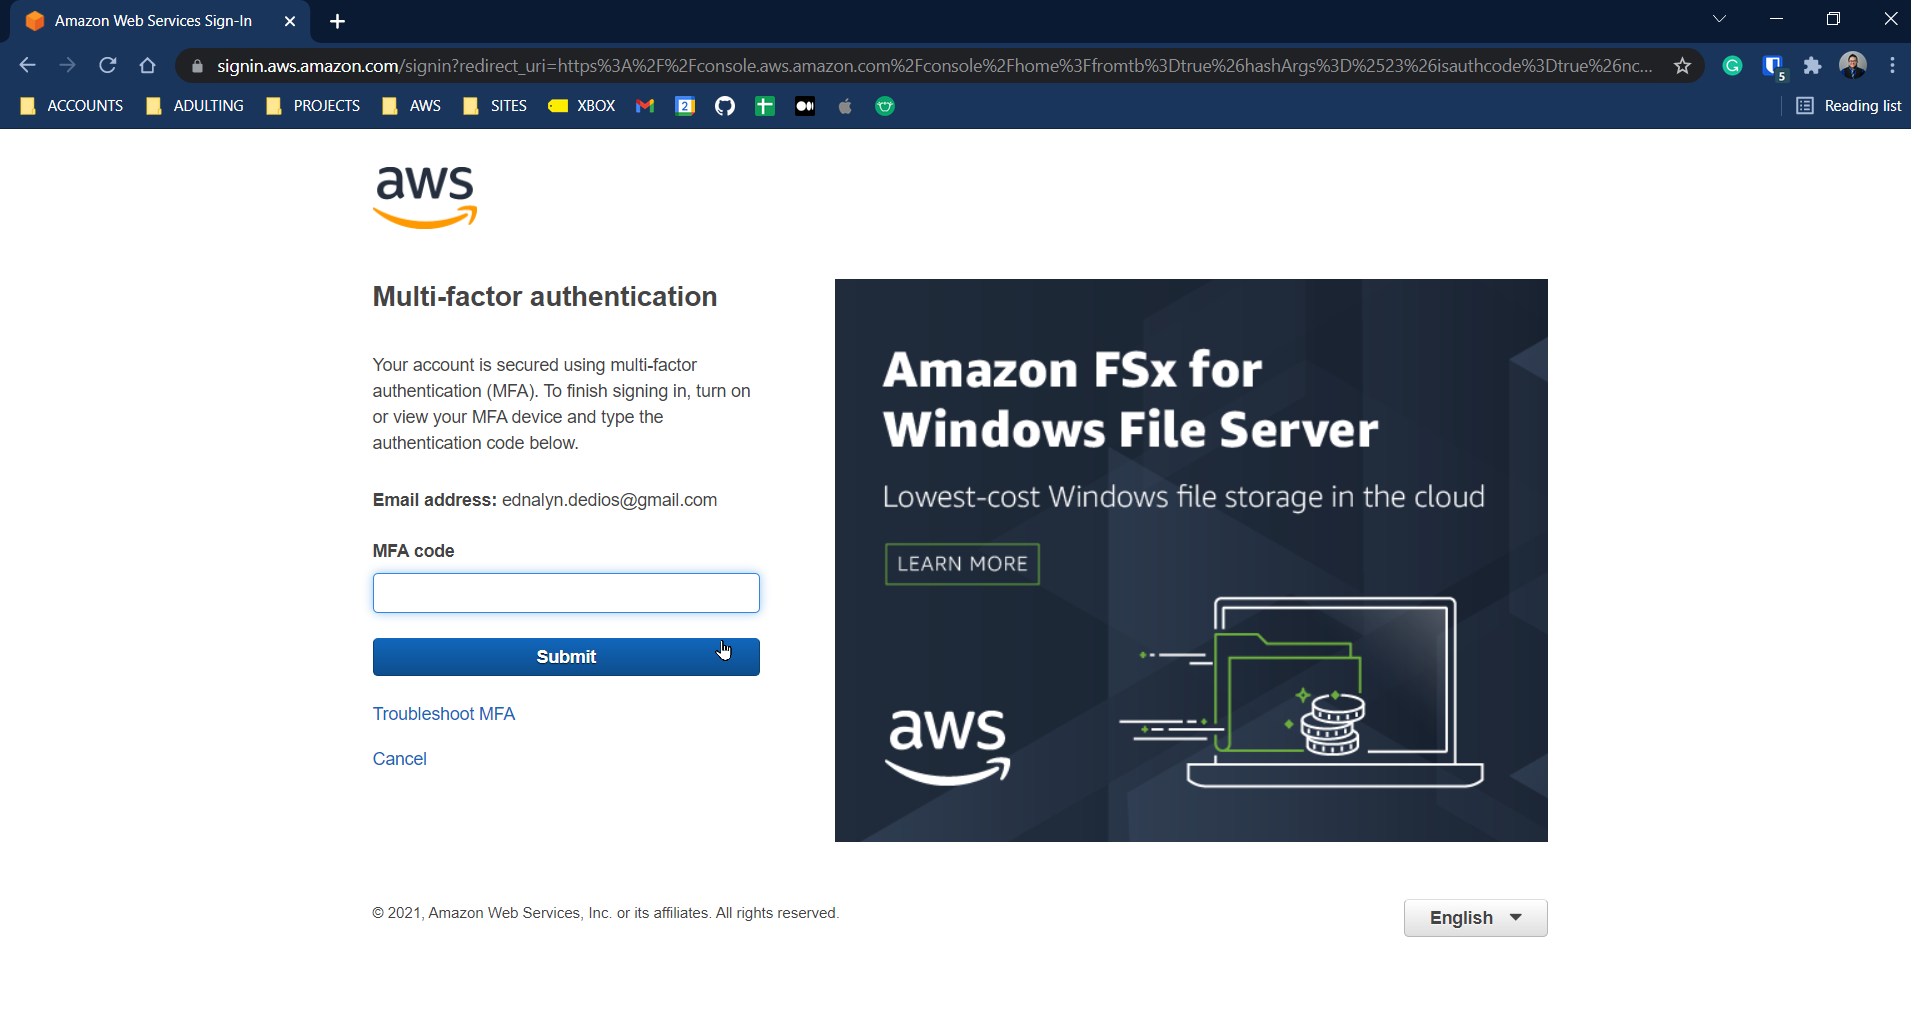 Amazon Web Services Sign-In
signin.aws.amazon.com/signin?redirect_uri=https%3A%2F%2Fconsole.aws.amazon.com%2Fconsole%2Fhome%3Ffromtb%3Dtrue%26hashArgs%3D%2523%26isauthcode%3Dtrue%26nc...
5
ACCOUNTS ADULTING PROJECTS AWS SITES XBOX 2 Reading list
aws
Multi-factor authentication
Your account is secured using multi-factor
authentication (MFA). To finish signing in, turn on
or view your MFA device and type the
authentication code below.
Email address: ednalyn.dedios@gmail.com
MFA code
Submit
Troubleshoot MFA
Cancel
Amazon FSx for
Windows File Server
Lowest-cost Windows file storage in the cloud
LEARN MORE
aws
© 2021, Amazon Web Services, Inc. or its affiliates. All rights reserved.
English